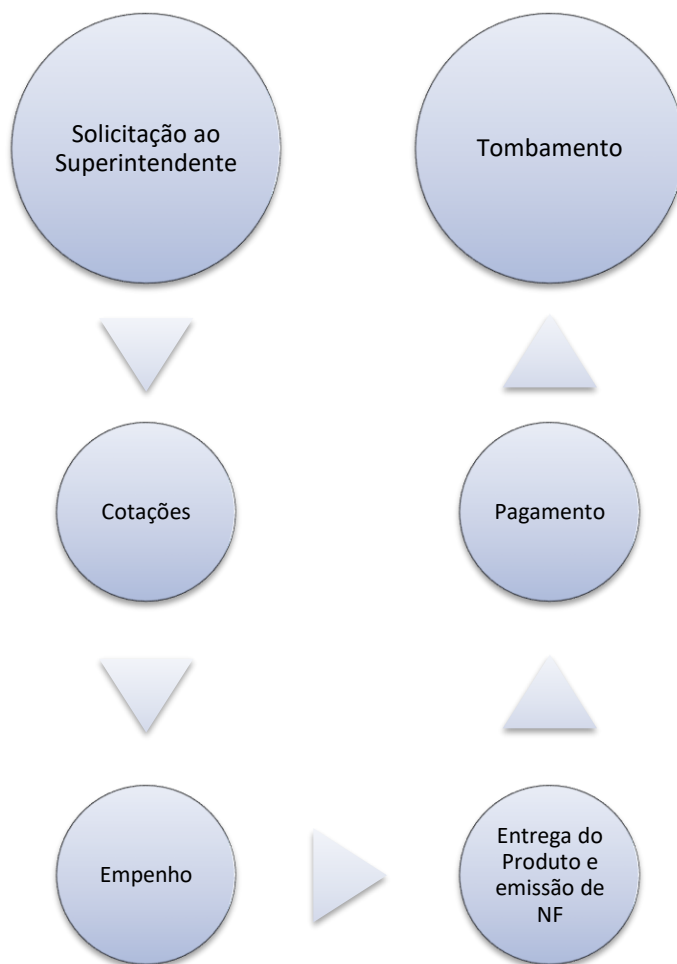 Solicitação ao
Superintendente
Tombamento
Cotações
Pagamento
Empenho
Entrega do
Produto e
emissão de
NF